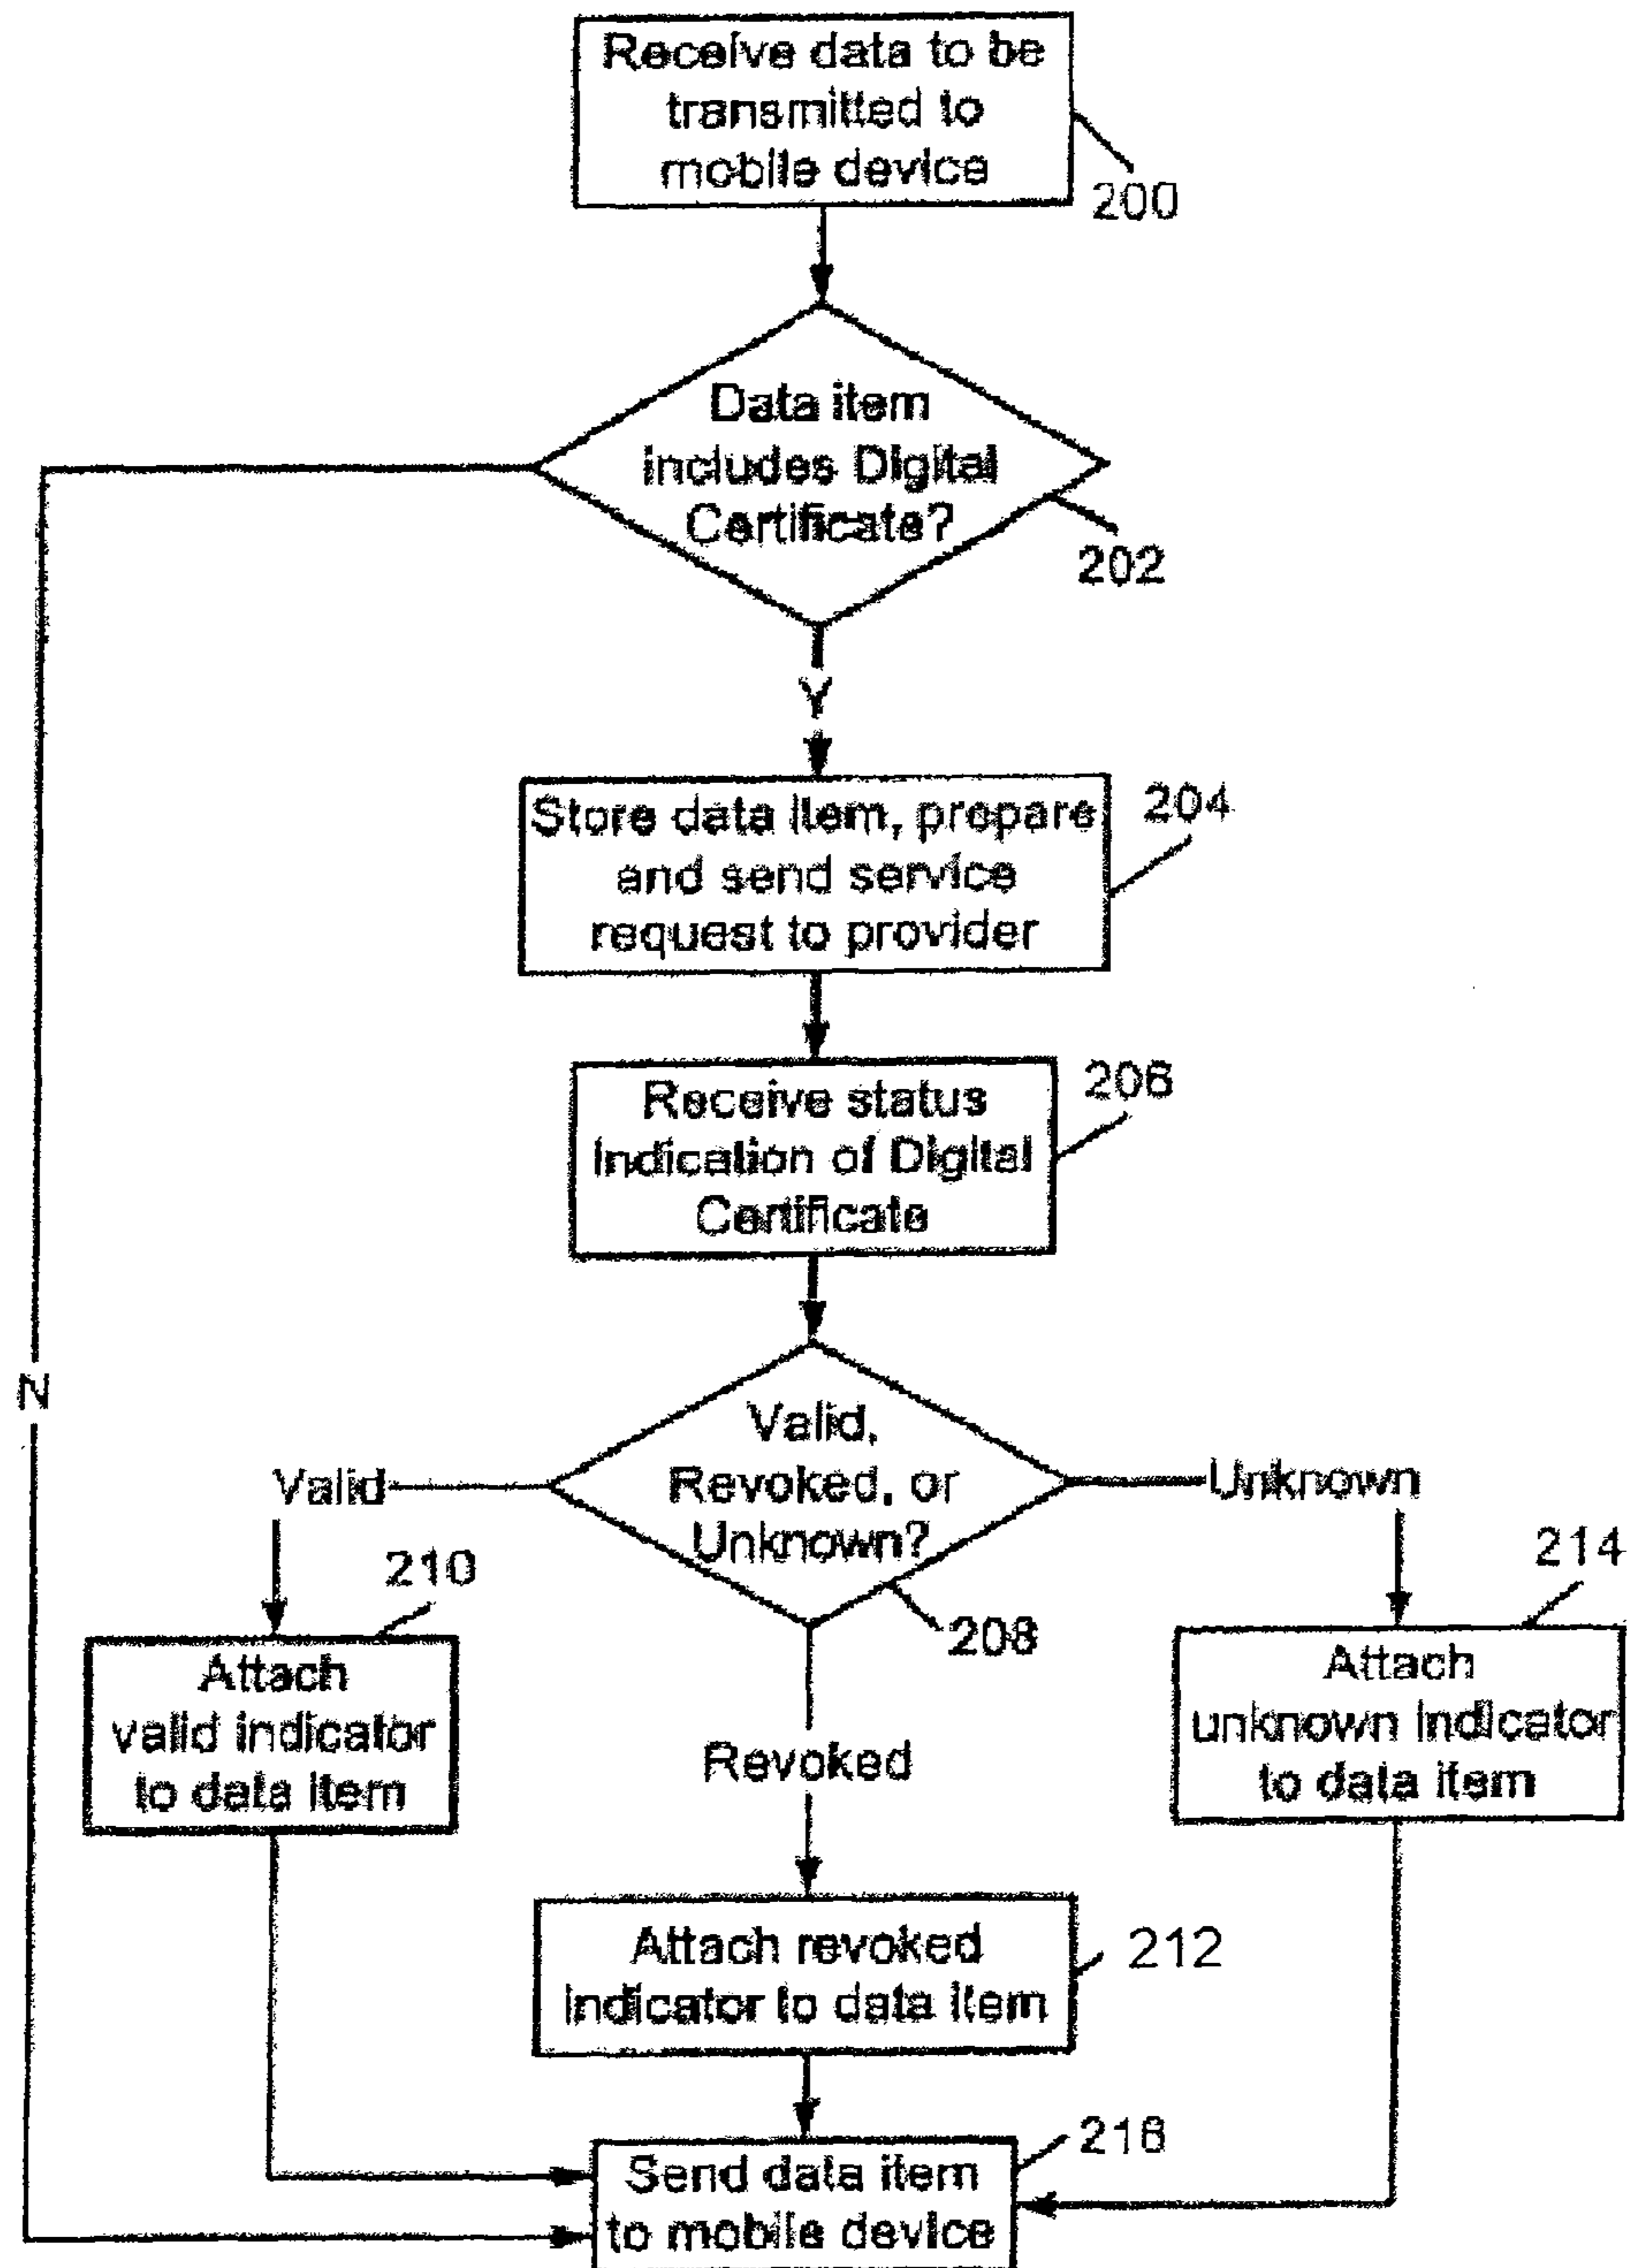 Receive data to be
transmitted to
mobile device
200
Data item
includes Digital
Certificate?
202
Y
Store data item, prepare
and send service
request to provider
204
Receive status
Indication of Digital
Certificate
206
N
Valid,
Revoked, or
Unknown?
208
Valid
Unknown
210
214
Attach
valid indicator
to data item
Attach
unknown indicator
to data item
Revoked
Attach revoked
indicator to data item
212
Send data item
to mobile device
216